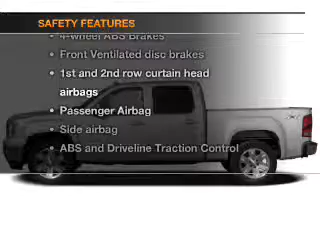 SAFETY FEATURES
• 4-wheel ABS Brakes
• Front Ventilated disc brakes
• 1st and 2nd row curtain head
airbags
• Passenger Airbag
• Side airbag
• ABS and Driveline Traction Control